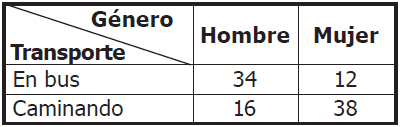 Género
Transporte
Hombre Mujer
En bus 34 12
Caminando 16 38